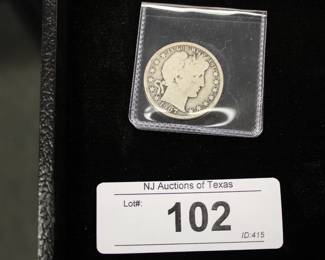 NJ Auctions of Texas
Lot#:
102
ID:415